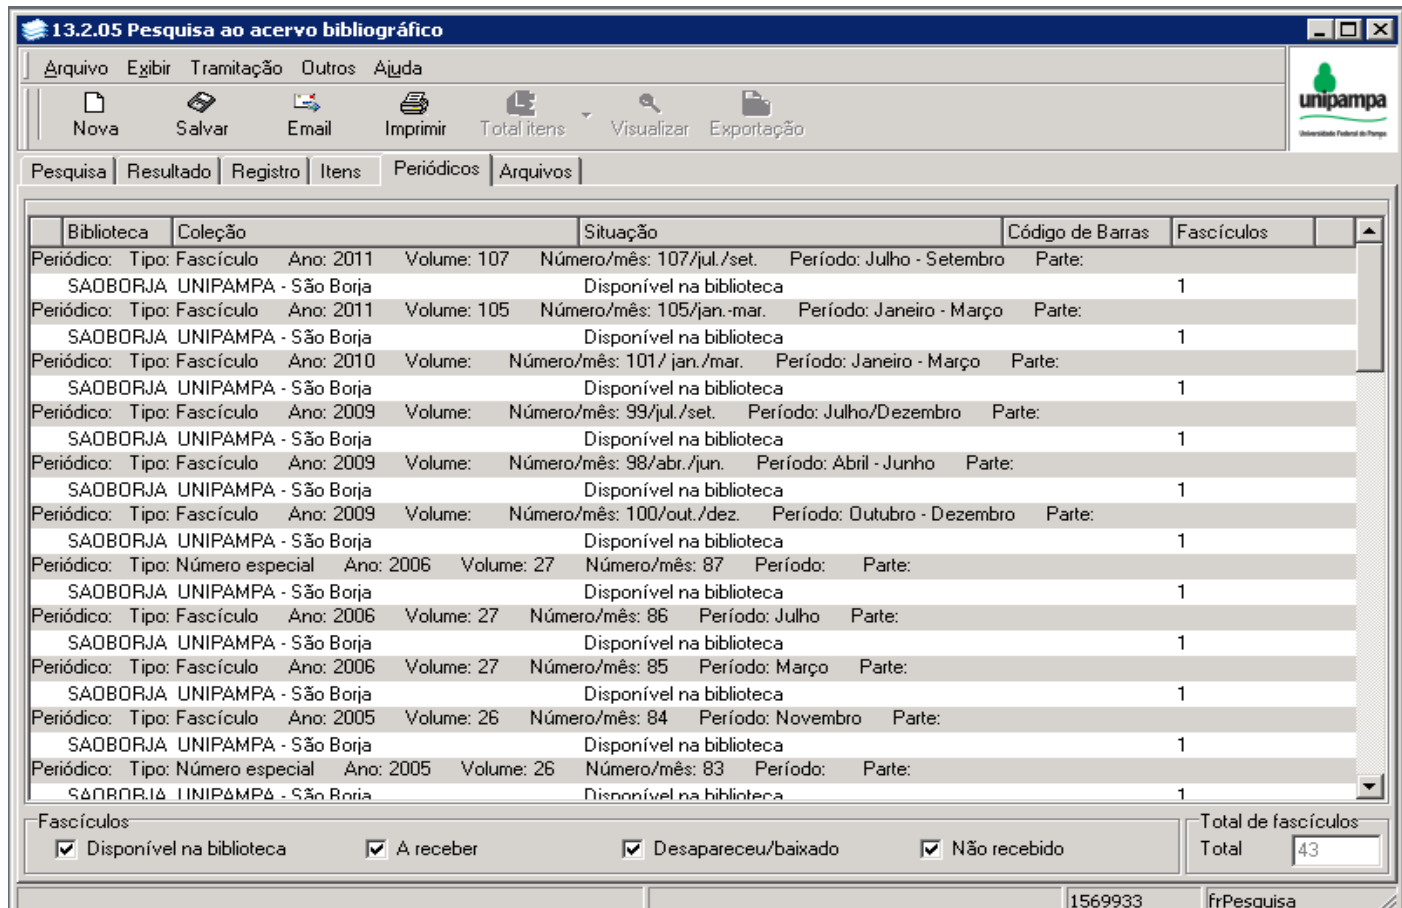 13.2.05 Pesquisa ao acervo bibliográfico
Arquivo Exibir Tramitação Outros Ajuda
Nova Salvar Email Imprimir Total itens Visualizar Exportação
unipampa
Universidade Federal do Pampa
Pesquisa Resultado Registro Itens Periódicos Arquivos
Biblioteca Coleção Situação Código de Barras Fascículos
Periódico: Tipo: Fascículo Ano: 2011 Volume: 107 Número/mês: 107/jul./set. Período: Julho - Setembro Parte:
SAOBORJA UNIPAMPA - São Borja Disponível na biblioteca 1
Periódico: Tipo: Fascículo Ano: 2011 Volume: 105 Número/mês: 105/jan.-mar. Período: Janeiro - Março Parte:
SAOBORJA UNIPAMPA - São Borja Disponível na biblioteca 1
Periódico: Tipo: Fascículo Ano: 2010 Volume: Número/mês: 101/ jan./mar. Período: Janeiro - Março Parte:
SAOBORJA UNIPAMPA - São Borja Disponível na biblioteca 1
Periódico: Tipo: Fascículo Ano: 2009 Volume: Número/mês: 99/jul./set. Período: Julho/Dezembro Parte:
SAOBORJA UNIPAMPA - São Borja Disponível na biblioteca 1
Periódico: Tipo: Fascículo Ano: 2009 Volume: Número/mês: 98/abr./jun. Período: Abril - Junho Parte:
SAOBORJA UNIPAMPA - São Borja Disponível na biblioteca 1
Periódico: Tipo: Fascículo Ano: 2009 Volume: Número/mês: 100/out./dez. Período: Outubro - Dezembro Parte:
SAOBORJA UNIPAMPA - São Borja Disponível na biblioteca 1
Periódico: Tipo: Número especial Ano: 2006 Volume: 27 Número/mês: 87 Período: Parte:
SAOBORJA UNIPAMPA - São Borja Disponível na biblioteca 1
Periódico: Tipo: Fascículo Ano: 2006 Volume: 27 Número/mês: 86 Período: Julho Parte:
SAOBORJA UNIPAMPA - São Borja Disponível na biblioteca 1
Periódico: Tipo: Fascículo Ano: 2006 Volume: 27 Número/mês: 85 Período: Março Parte:
SAOBORJA UNIPAMPA - São Borja Disponível na biblioteca 1
Periódico: Tipo: Fascículo Ano: 2005 Volume: 26 Número/mês: 84 Período: Novembro Parte:
SAOBORJA UNIPAMPA - São Borja Disponível na biblioteca 1
Periódico: Tipo: Número especial Ano: 2005 Volume: 26 Número/mês: 83 Período: Parte:
SAOBORJA UNIPAMPA - São Borja Disponível na biblioteca 1
Fascículos Total de fascículos
Disponível na biblioteca A receber Desapareceu/baixado Não recebido Total 43
1569933 frPesquisa